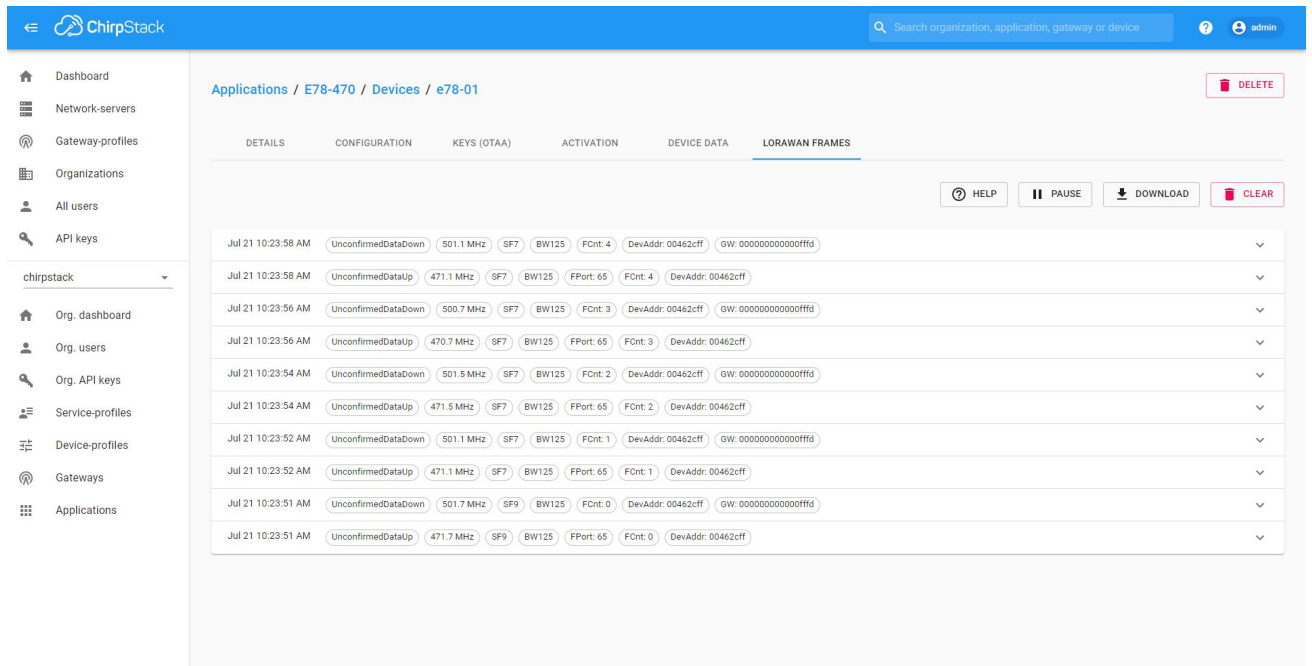 ChirpStack
Search organization, application, gateway or device
? admin
Dashboard
Network-servers
Gateway-profiles
Organizations
All users
API keys
chirpstack
Org. dashboard
Org. users
Org. API keys
Service-profiles
Device-profiles
Gateways
Applications
Applications / E78-470 / Devices / e78-01
DELETE
DETAILS CONFIGURATION KEYS (OTAA) ACTIVATION DEVICE DATA LORAWAN FRAMES
? HELP PAUSE DOWNLOAD CLEAR
Jul 21 10:23:58 AM UnconfirmedDataDown 501.1 MHz SF7 BW125 FCnt: 4 DevAddr: 00462cff GW: 000000000000fffd
Jul 21 10:23:58 AM UnconfirmedDataUp 471.1 MHz SF7 BW125 FPort: 65 FCnt: 4 DevAddr: 00462cff
Jul 21 10:23:56 AM UnconfirmedDataDown 500.7 MHz SF7 BW125 FCnt: 3 DevAddr: 00462cff GW: 000000000000fffd
Jul 21 10:23:56 AM UnconfirmedDataUp 470.7 MHz SF7 BW125 FPort: 65 FCnt: 3 DevAddr: 00462cff
Jul 21 10:23:54 AM UnconfirmedDataDown 501.5 MHz SF7 BW125 FCnt: 2 DevAddr: 00462cff GW: 000000000000fffd
Jul 21 10:23:54 AM UnconfirmedDataUp 471.5 MHz SF7 BW125 FPort: 65 FCnt: 2 DevAddr: 00462cff
Jul 21 10:23:52 AM UnconfirmedDataDown 501.1 MHz SF7 BW125 FCnt: 1 DevAddr: 00462cff GW: 000000000000fffd
Jul 21 10:23:52 AM UnconfirmedDataUp 471.1 MHz SF7 BW125 FPort: 65 FCnt: 1 DevAddr: 00462cff
Jul 21 10:23:51 AM UnconfirmedDataDown 501.7 MHz SF9 BW125 FCnt: 0 DevAddr: 00462cff GW: 000000000000fffd
Jul 21 10:23:51 AM UnconfirmedDataUp 471.7 MHz SF9 BW125 FPort: 65 FCnt: 0 DevAddr: 00462cff